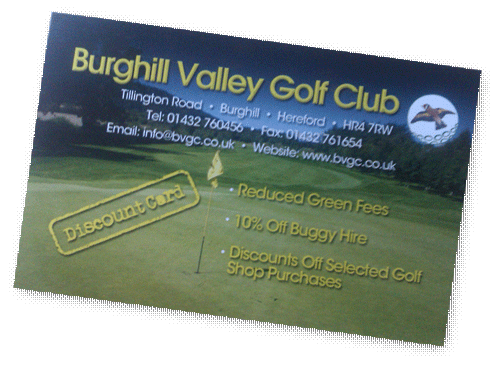 Burghill Valley Golf Club
Tillington Road • Burghill • Hereford • HR4 7RW
Tel: 01432 760456 • Fax: 01432 761654
Email: info@bvgc.co.uk • Website: www.bvgc.co.uk
Discount Card
• Reduced Green Fees
• 10% Off Buggy Hire
• Discounts Off Selected Golf
Shop Purchases